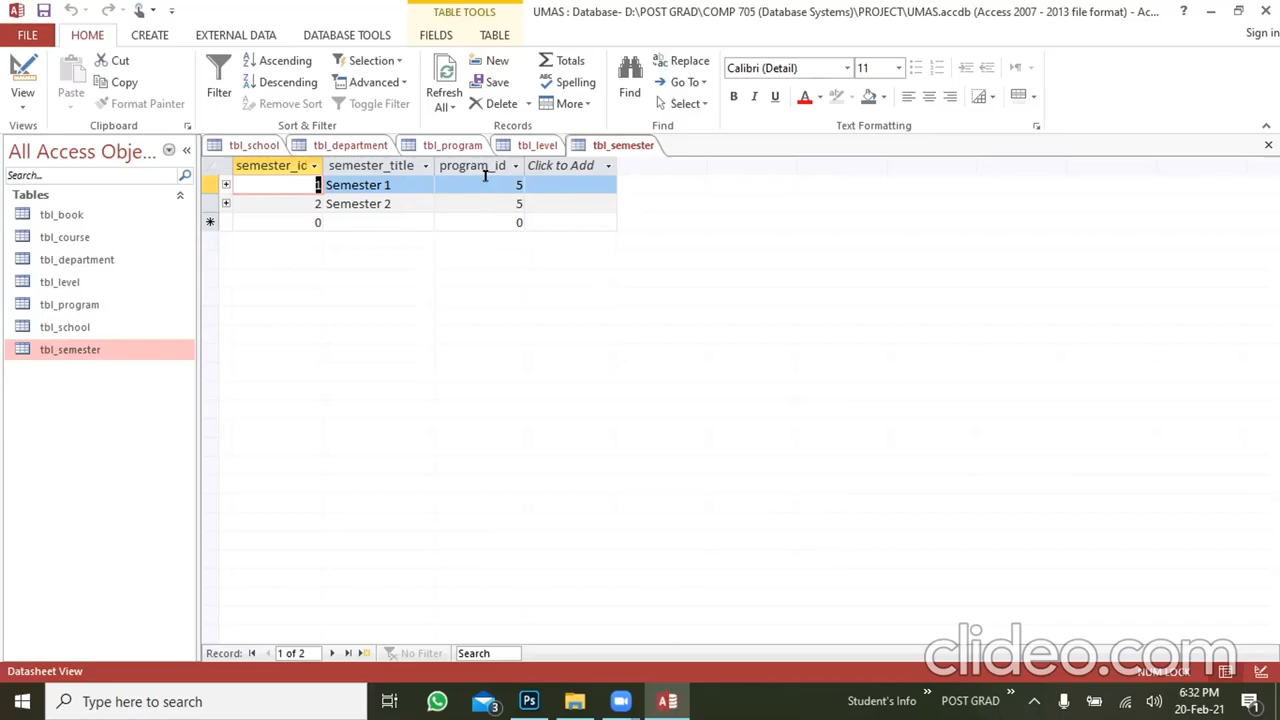 TABLE TOOLS
UMAS : Database- D:\POST GRAD\COMP 705 (Database Systems)\PROJECT\UMAS.accdb (Access 2007 - 2013 file format) - Ac...
?
FILE
HOME
CREATE
EXTERNAL DATA
DATABASE TOOLS
FIELDS
TABLE
Sign in
View
Views
Paste
Cut
Copy
Format Painter
Clipboard
Filter
Ascending
Descending
Remove Sort
Selection
Advanced
Toggle Filter
Sort & Filter
Refresh
All
New
Save
Delete
Totals
Spelling
More
Records
Find
Replace
Go To
Select
Find
Calibri (Detail)
11
B I U A
Text Formatting
All Access Obje...
Search...
Tables
tbl_book
tbl_course
tbl_department
tbl_level
tbl_program
tbl_school
tbl_semester
tbl_school
tbl_department
tbl_program
tbl_level
tbl_semester
semester_id semester_title program_id Click to Add
1 Semester 1 5
2 Semester 2 5
0 0
Record:
1 of 2
No Filter
Search
clideo.com
Datasheet View
NUM LOCK
Type here to search
3
Ps
Student's Info
POST GRAD
6:32 PM
20-Feb-21
1